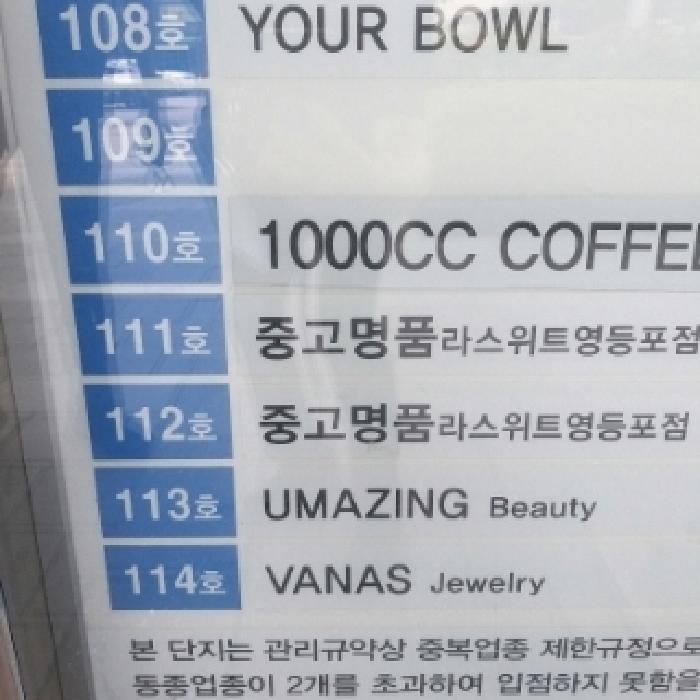 108호 YOUR BOWL
109호
110호 1000CC COFFEE
111호 중고명품라스위트영등포점
112호 중고명품라스위트영등포점
113호 UMAZING Beauty
114호 VANAS Jewelry
본 단지는 관리규약상 중복업종 제한규정으로
동종업종이 2개를 초과하여 입점하지 못함을